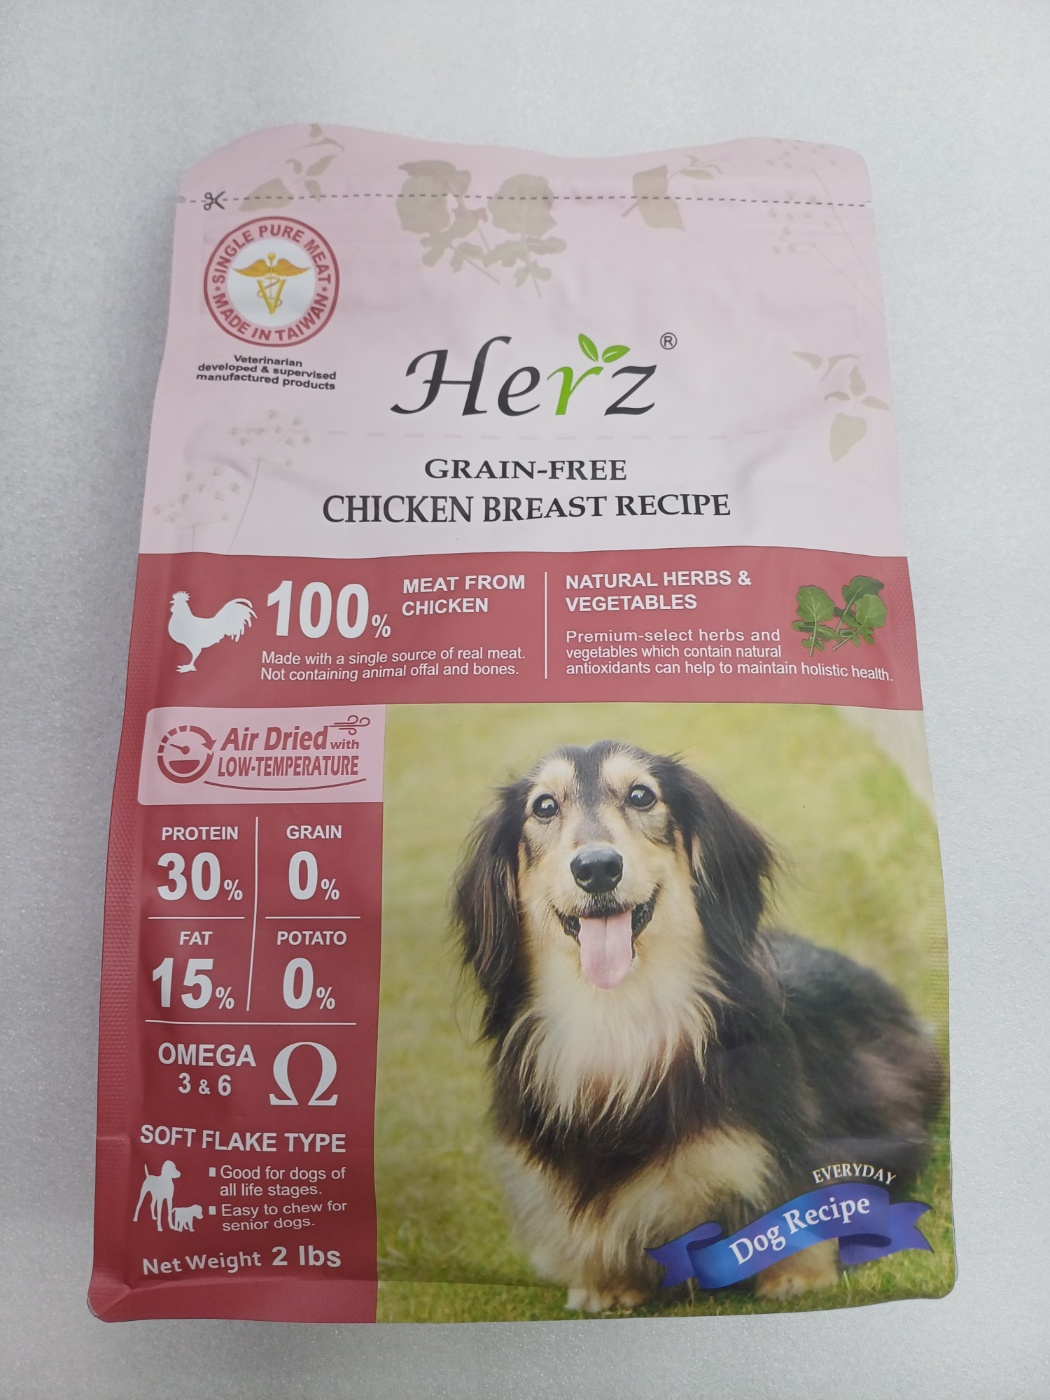 SINGLE PURE MEAT
MADE IN TAIWAN
Veterinarian
developed & supervised
manufactured products
Herz®
GRAIN-FREE
CHICKEN BREAST RECIPE
100%
MEAT FROM
CHICKEN
Made with a single source of real meat.
Not containing animal offal and bones.
NATURAL HERBS &
VEGETABLES
Premium-select herbs and
vegetables which contain natural
antioxidants can help to maintain holistic health.
Air Dried with
LOW-TEMPERATURE
PROTEIN
30%
GRAIN
0%
FAT
15%
POTATO
0%
OMEGA
3 & 6
Ω
SOFT FLAKE TYPE
Good for dogs of
all life stages.
Easy to chew for
senior dogs.
Net Weight 2 lbs
EVERYDAY
Dog Recipe